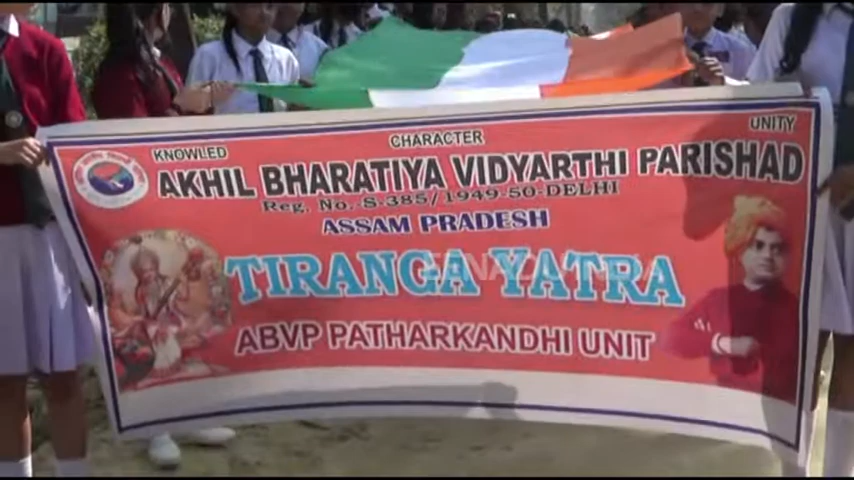 KNOWLED CHARACTER UNITY
AKHIL BHARATIYA VIDYARTHI PARISHAD
Reg. No.-S-385/1949-50-DELHI
ASSAM PRADESH
TIRANGA YATRA
ABVP PATHARKANDHI UNIT